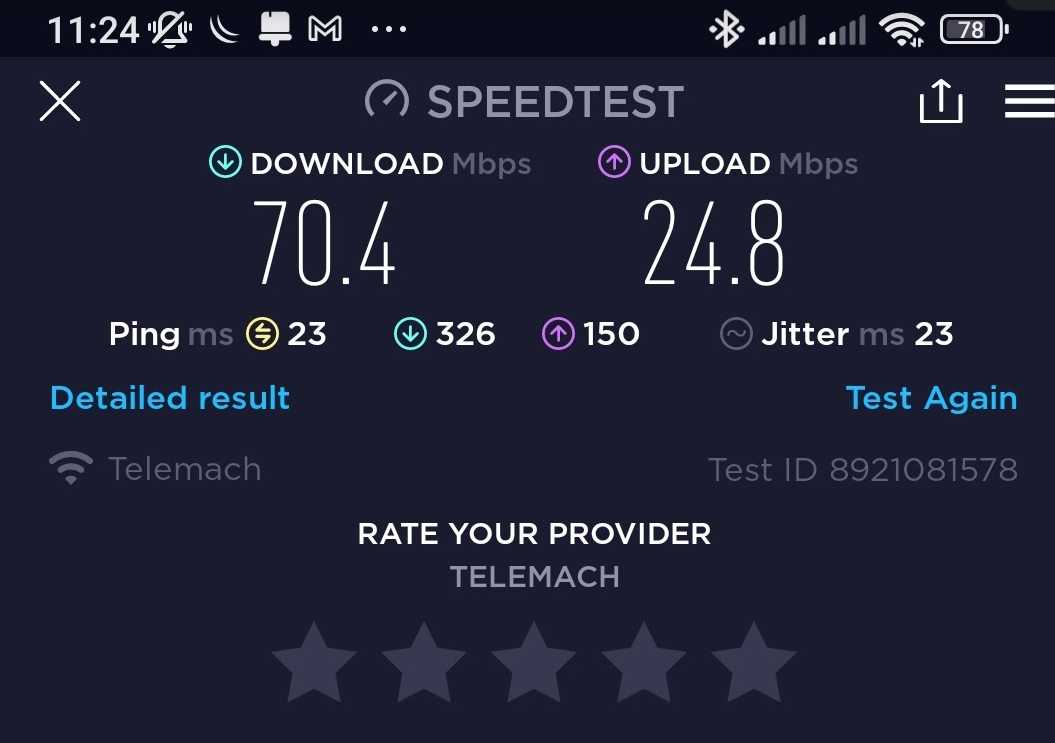 11:24 78
SPEEDTEST
DOWNLOAD Mbps UPLOAD Mbps
70.4 24.8
Ping ms 23 326 150 Jitter ms 23
Detailed result Test Again
Telemach Test ID 8921081578
RATE YOUR PROVIDER
TELEMACH